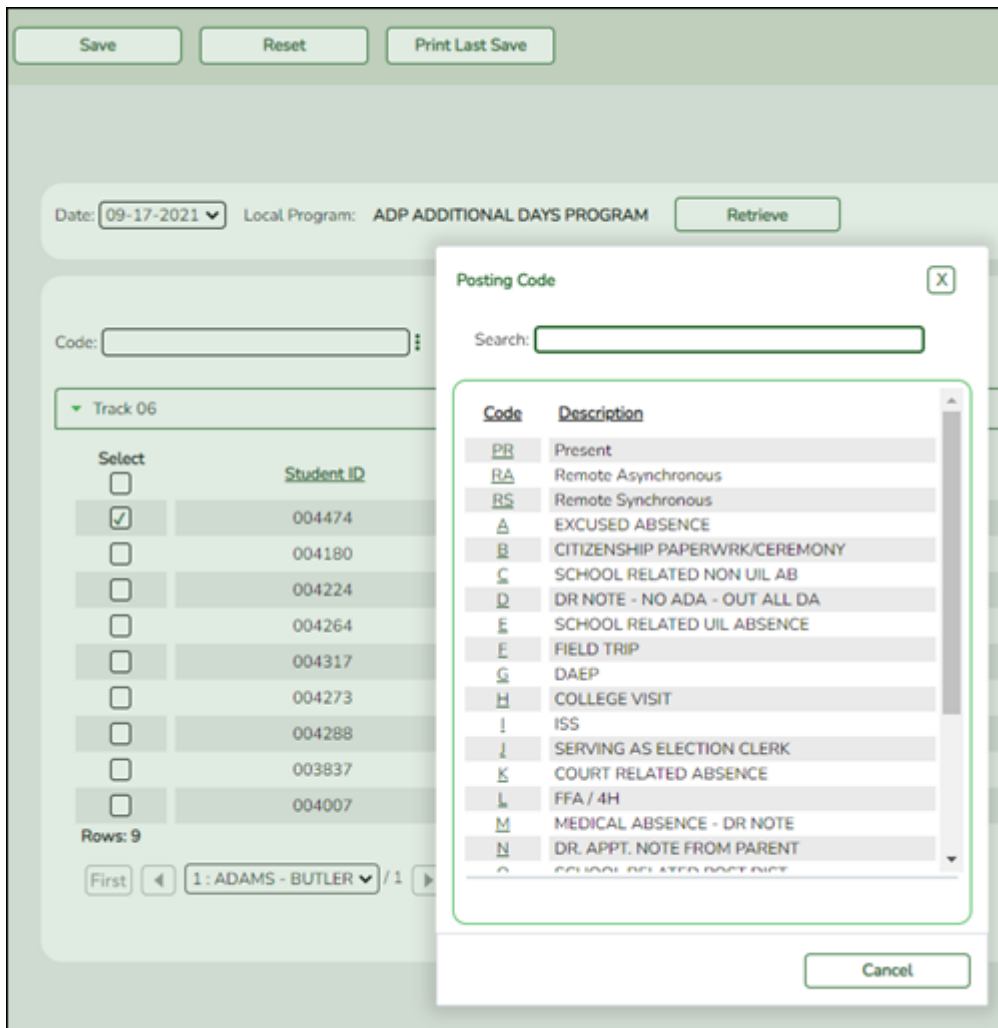 Save Reset Print Last Save
Date: 09-17-2021 Local Program: ADP ADDITIONAL DAYS PROGRAM Retrieve
Code:
Track 06
Select Student ID
004474
004180
004224
004264
004317
004273
004288
003837
004007
Rows: 9
First 1 : ADAMS - BUTLER / 1
Posting Code X
Search:
Code Description
PR Present
RA Remote Asynchronous
RS Remote Synchronous
A EXCUSED ABSENCE
B CITIZENSHIP PAPERWRK/CEREMONY
C SCHOOL RELATED NON UIL AB
D DR NOTE - NO ADA - OUT ALL DA
E SCHOOL RELATED UIL ABSENCE
F FIELD TRIP
G DAEP
H COLLEGE VISIT
I ISS
J SERVING AS ELECTION CLERK
K COURT RELATED ABSENCE
L FFA / 4H
M MEDICAL ABSENCE - DR NOTE
N DR. APPT. NOTE FROM PARENT
Cancel